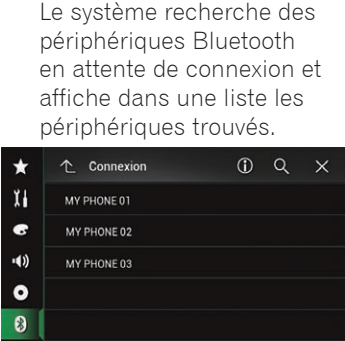 Le système recherche des
périphériques Bluetooth
en attente de connexion et
affiche dans une liste les
périphériques trouvés.
Connexion
MY PHONE 01
MY PHONE 02
MY PHONE 03